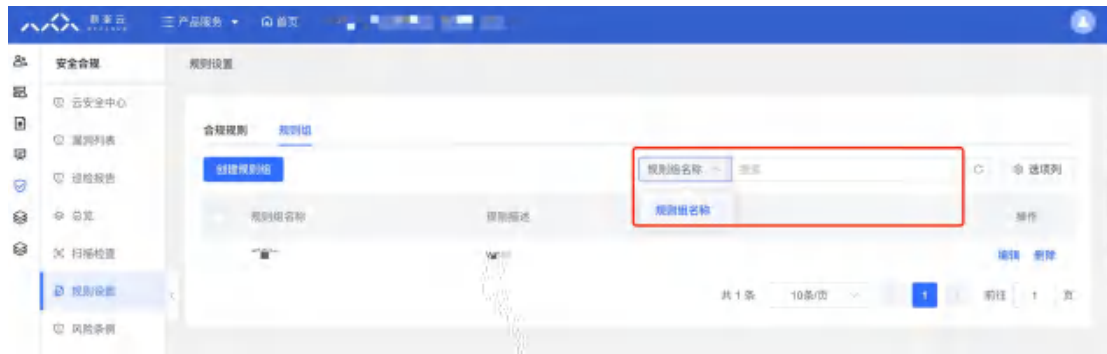 产品服务 首页
安全合规
规则设置
云安全中心
漏洞列表
巡检报告
总览
扫描检查
规则设置
风险条例
合规规则 规则组
创建规则组
规则组名称 搜索 选项列
规则组名称
规则组名称 规则描述 操作
编辑 删除
共 1 条 10条/页 1 前往 1 页